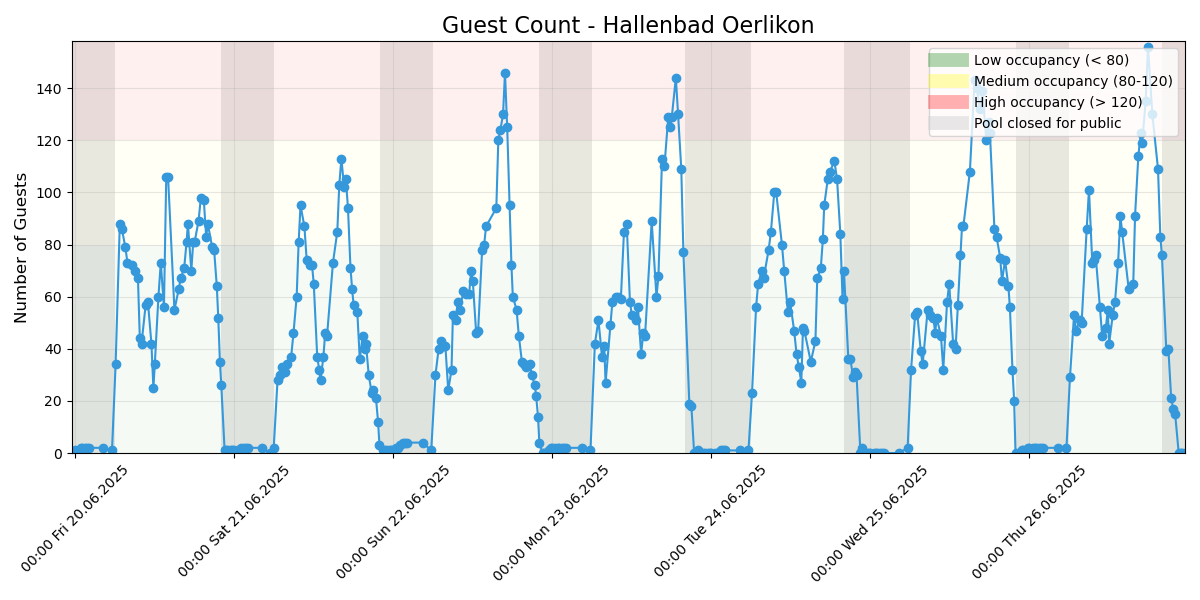 Guest Count - Hallenbad Oerlikon
Number of Guests
140
120
100
80
60
40
20
0
Low occupancy (< 80)
Medium occupancy (80-120)
High occupancy (> 120)
Pool closed for public
00:00 Fri 20.06.2025
00:00 Sat 21.06.2025
00:00 Sun 22.06.2025
00:00 Mon 23.06.2025
00:00 Tue 24.06.2025
00:00 Wed 25.06.2025
00:00 Thu 26.06.2025